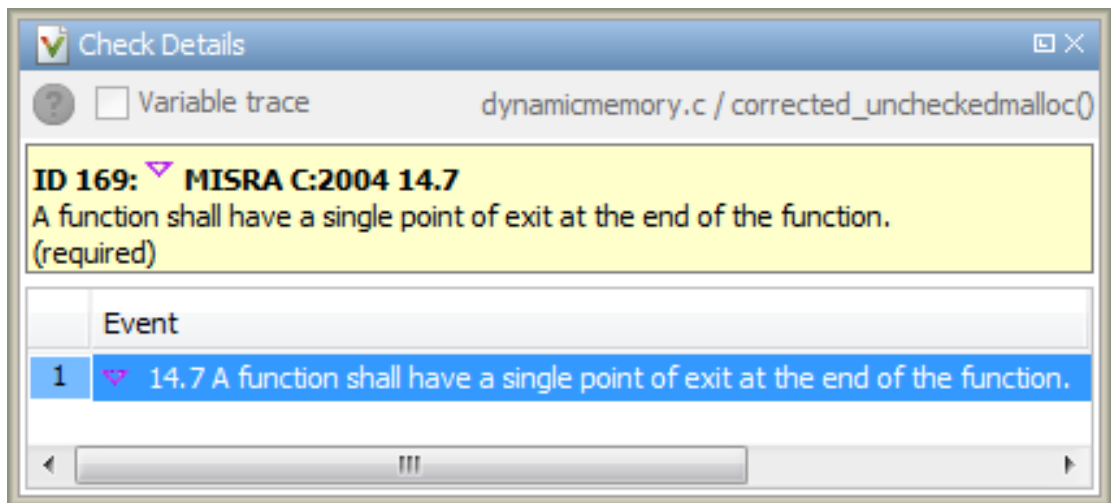 Check Details
? Variable trace dynamicmemory.c / corrected_uncheckedmalloc()
ID 169: MISRA C:2004 14.7
A function shall have a single point of exit at the end of the function.
(required)
Event
1 14.7 A function shall have a single point of exit at the end of the function.